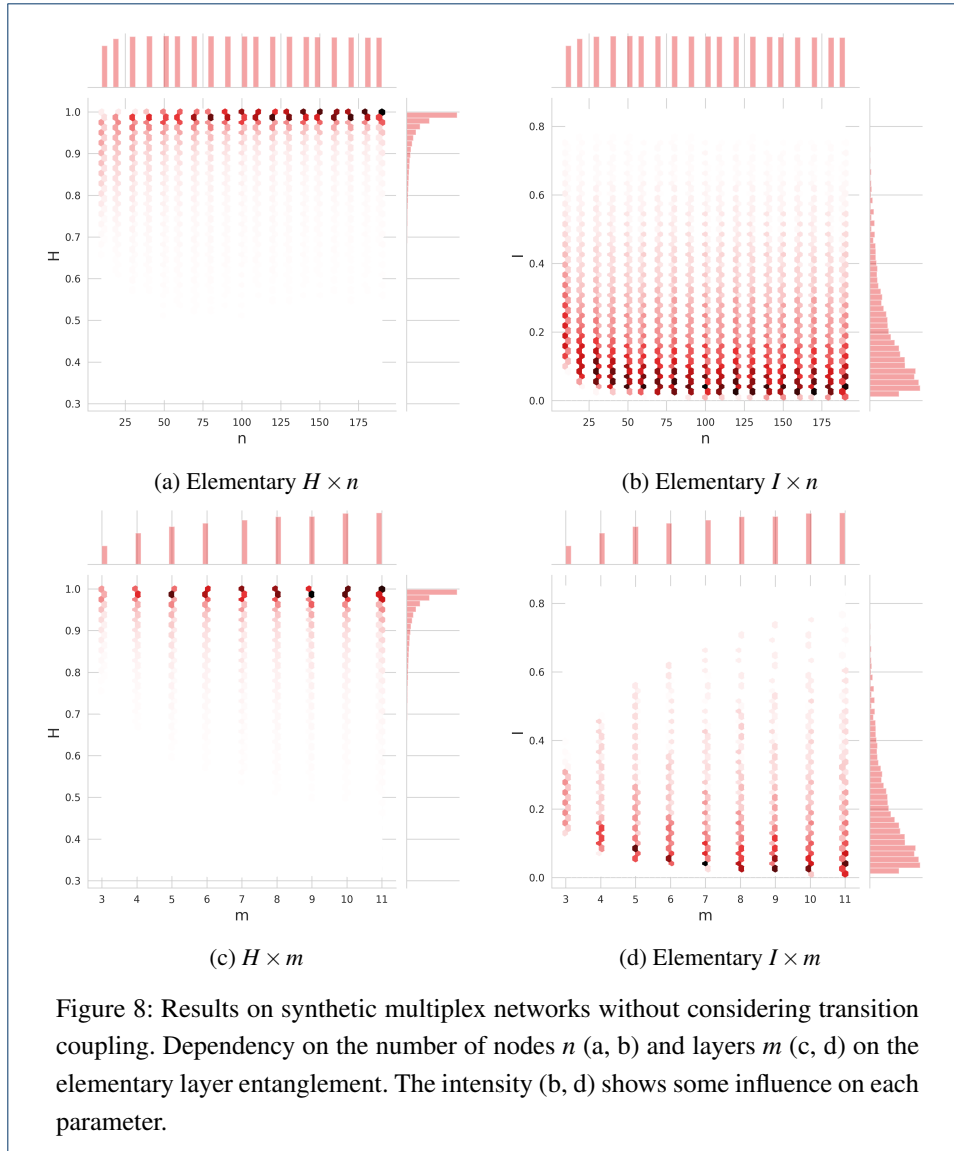 1.0
0.9
0.8
0.7
0.6
0.5
0.4
0.3
H
25 50 75 100 125 150 175
n
(a) Elementary H × n
0.8
0.6
0.4
0.2
0.0
I
25 50 75 100 125 150 175
n
(b) Elementary I × n
1.0
0.9
0.8
0.7
0.6
0.5
0.4
0.3
H
3 4 5 6 7 8 9 10 11
m
(c) H × m
0.8
0.6
0.4
0.2
0.0
I
3 4 5 6 7 8 9 10 11
m
(d) Elementary I × m
Figure 8: Results on synthetic multiplex networks without considering transition
coupling. Dependency on the number of nodes n (a, b) and layers m (c, d) on the
elementary layer entanglement. The intensity (b, d) shows some influence on each
parameter.